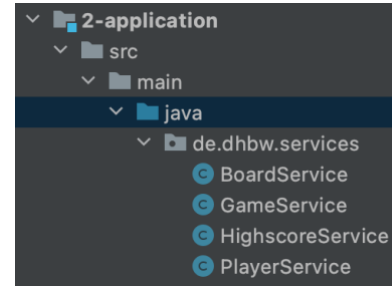 2-application
src
main
java
de.dhbw.services
C BoardService
C GameService
C HighscoreService
C PlayerService